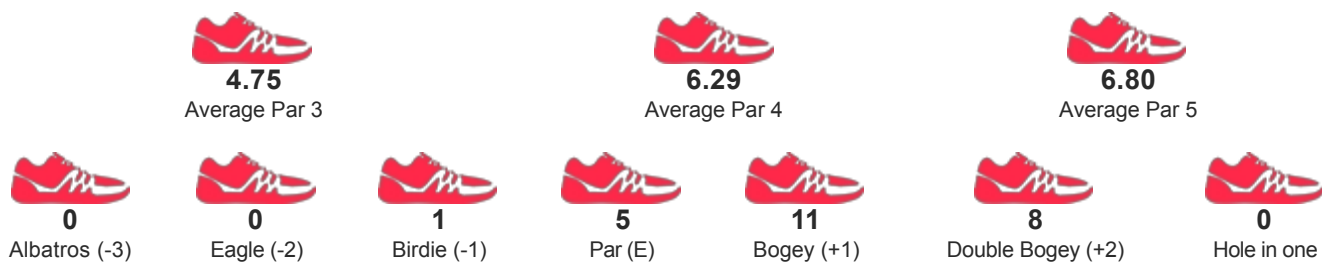 4.75 6.29 6.80
Average Par 3 Average Par 4 Average Par 5
0 0 1 5 11 8 0
Albatros (-3) Eagle (-2) Birdie (-1) Par (E) Bogey (+1) Double Bogey (+2) Hole in one